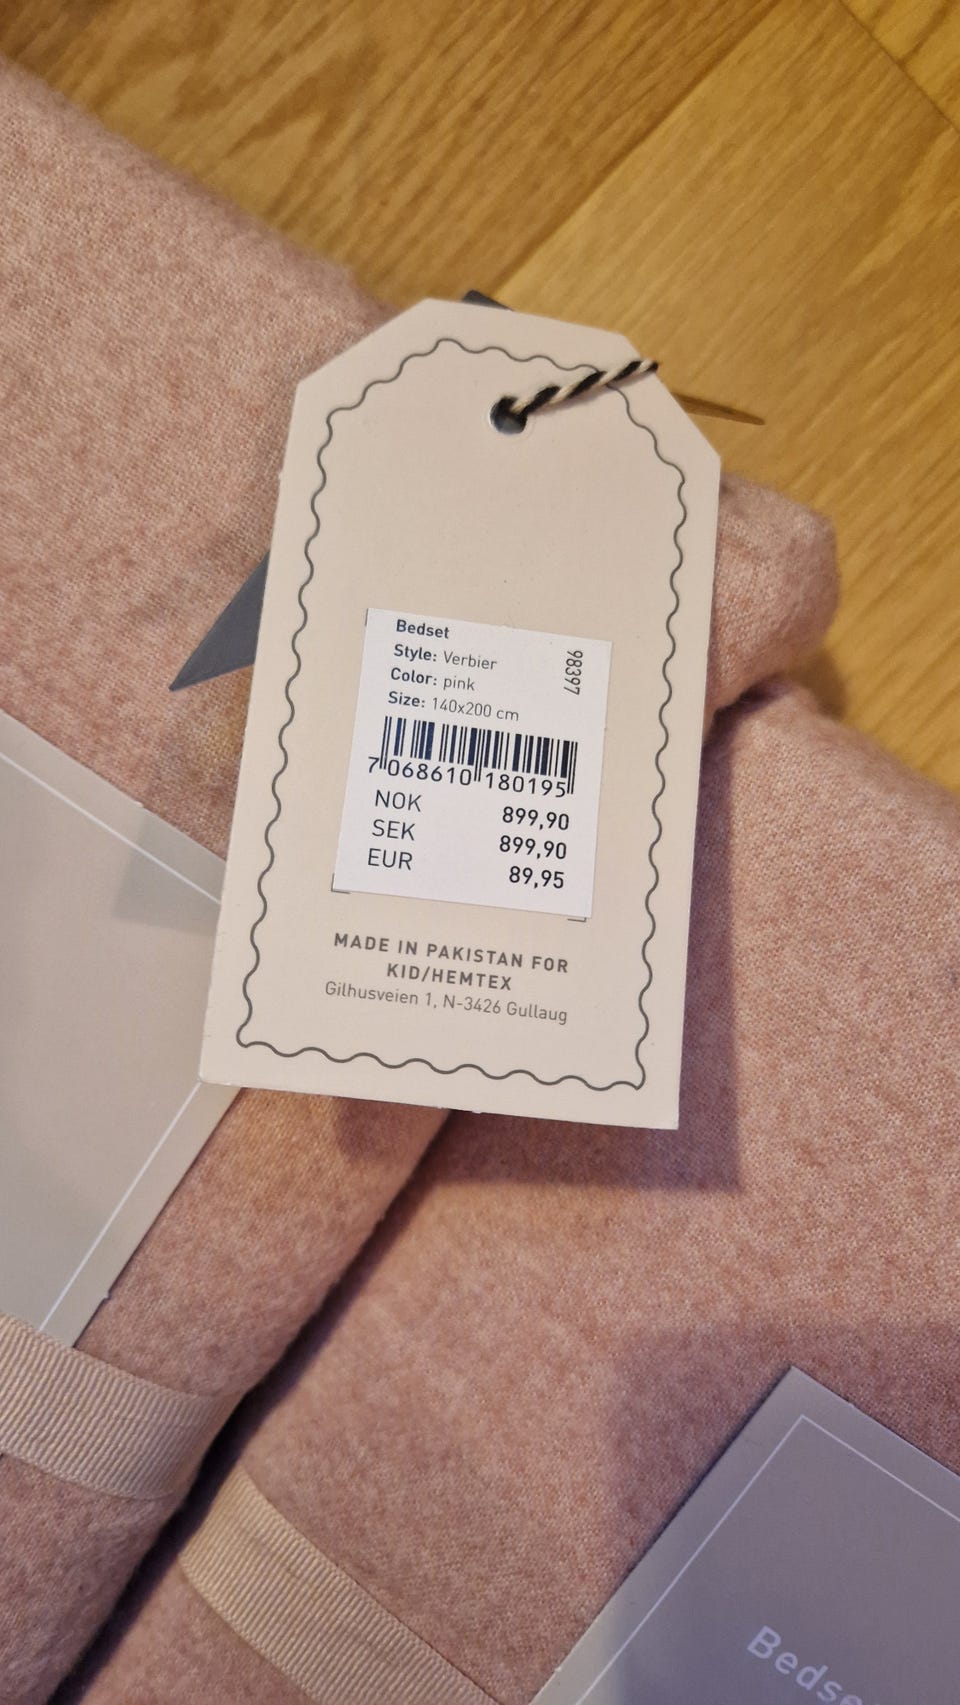 Bedset
Style: Verbier
Color: pink
Size: 140x200 cm
98397
7 068610 180195
NOK 899,90
SEK 899,90
EUR 89,95
MADE IN PAKISTAN FOR
KID/HEMTEX
Gilhusveien 1, N-3426 Gullaug